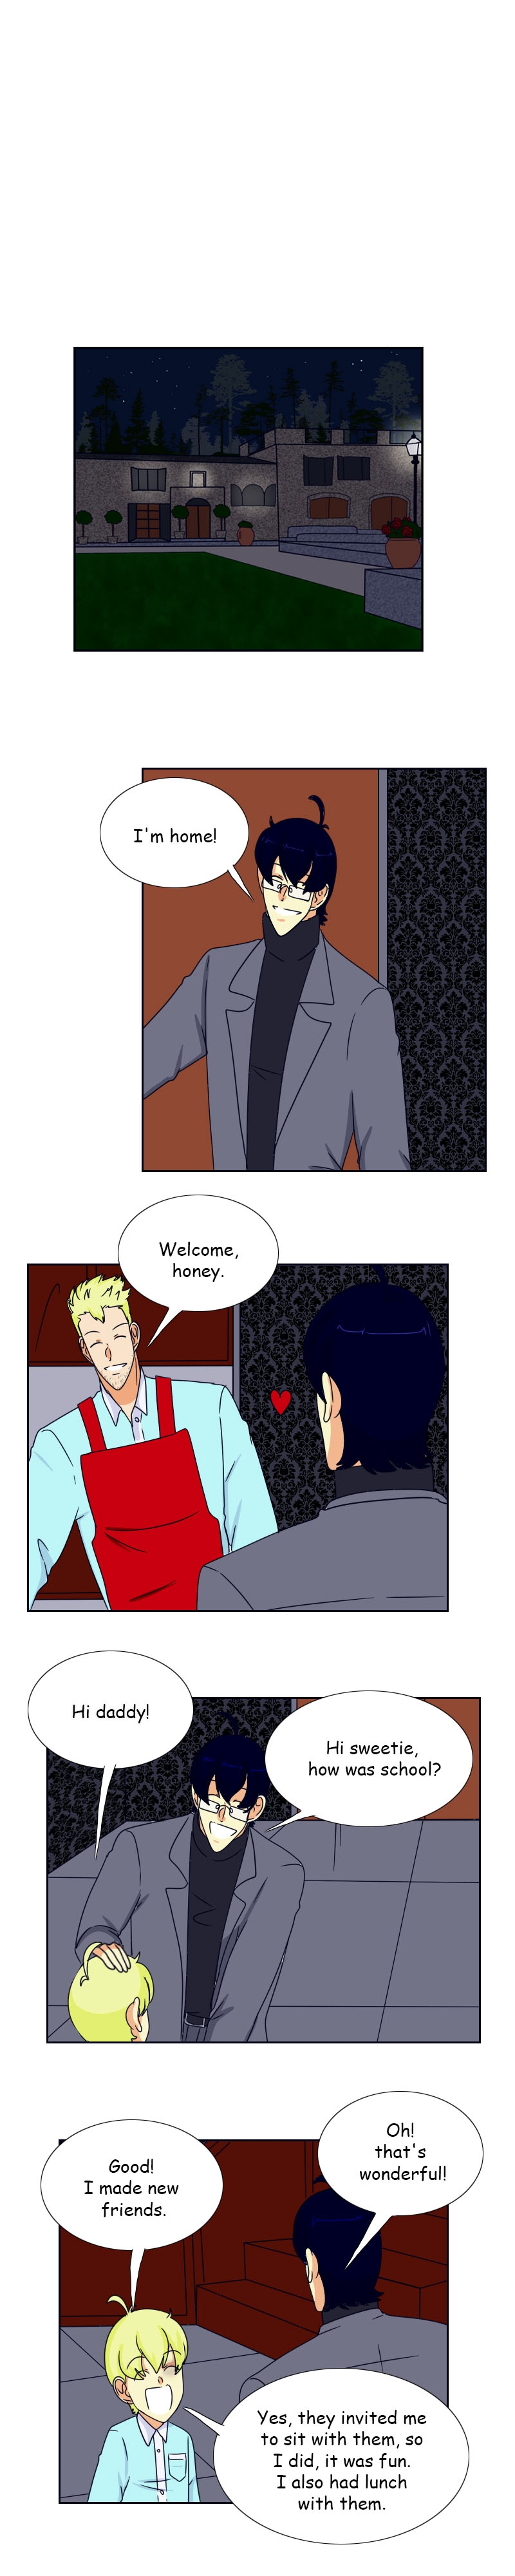 I'm home!
Welcome,
honey.
Hi daddy!
Hi sweetie,
how was school?
Good!
I made new
friends.
Oh!
that's
wonderful!
Yes, they invited me
to sit with them, so
I did, it was fun.
I also had lunch
with them.